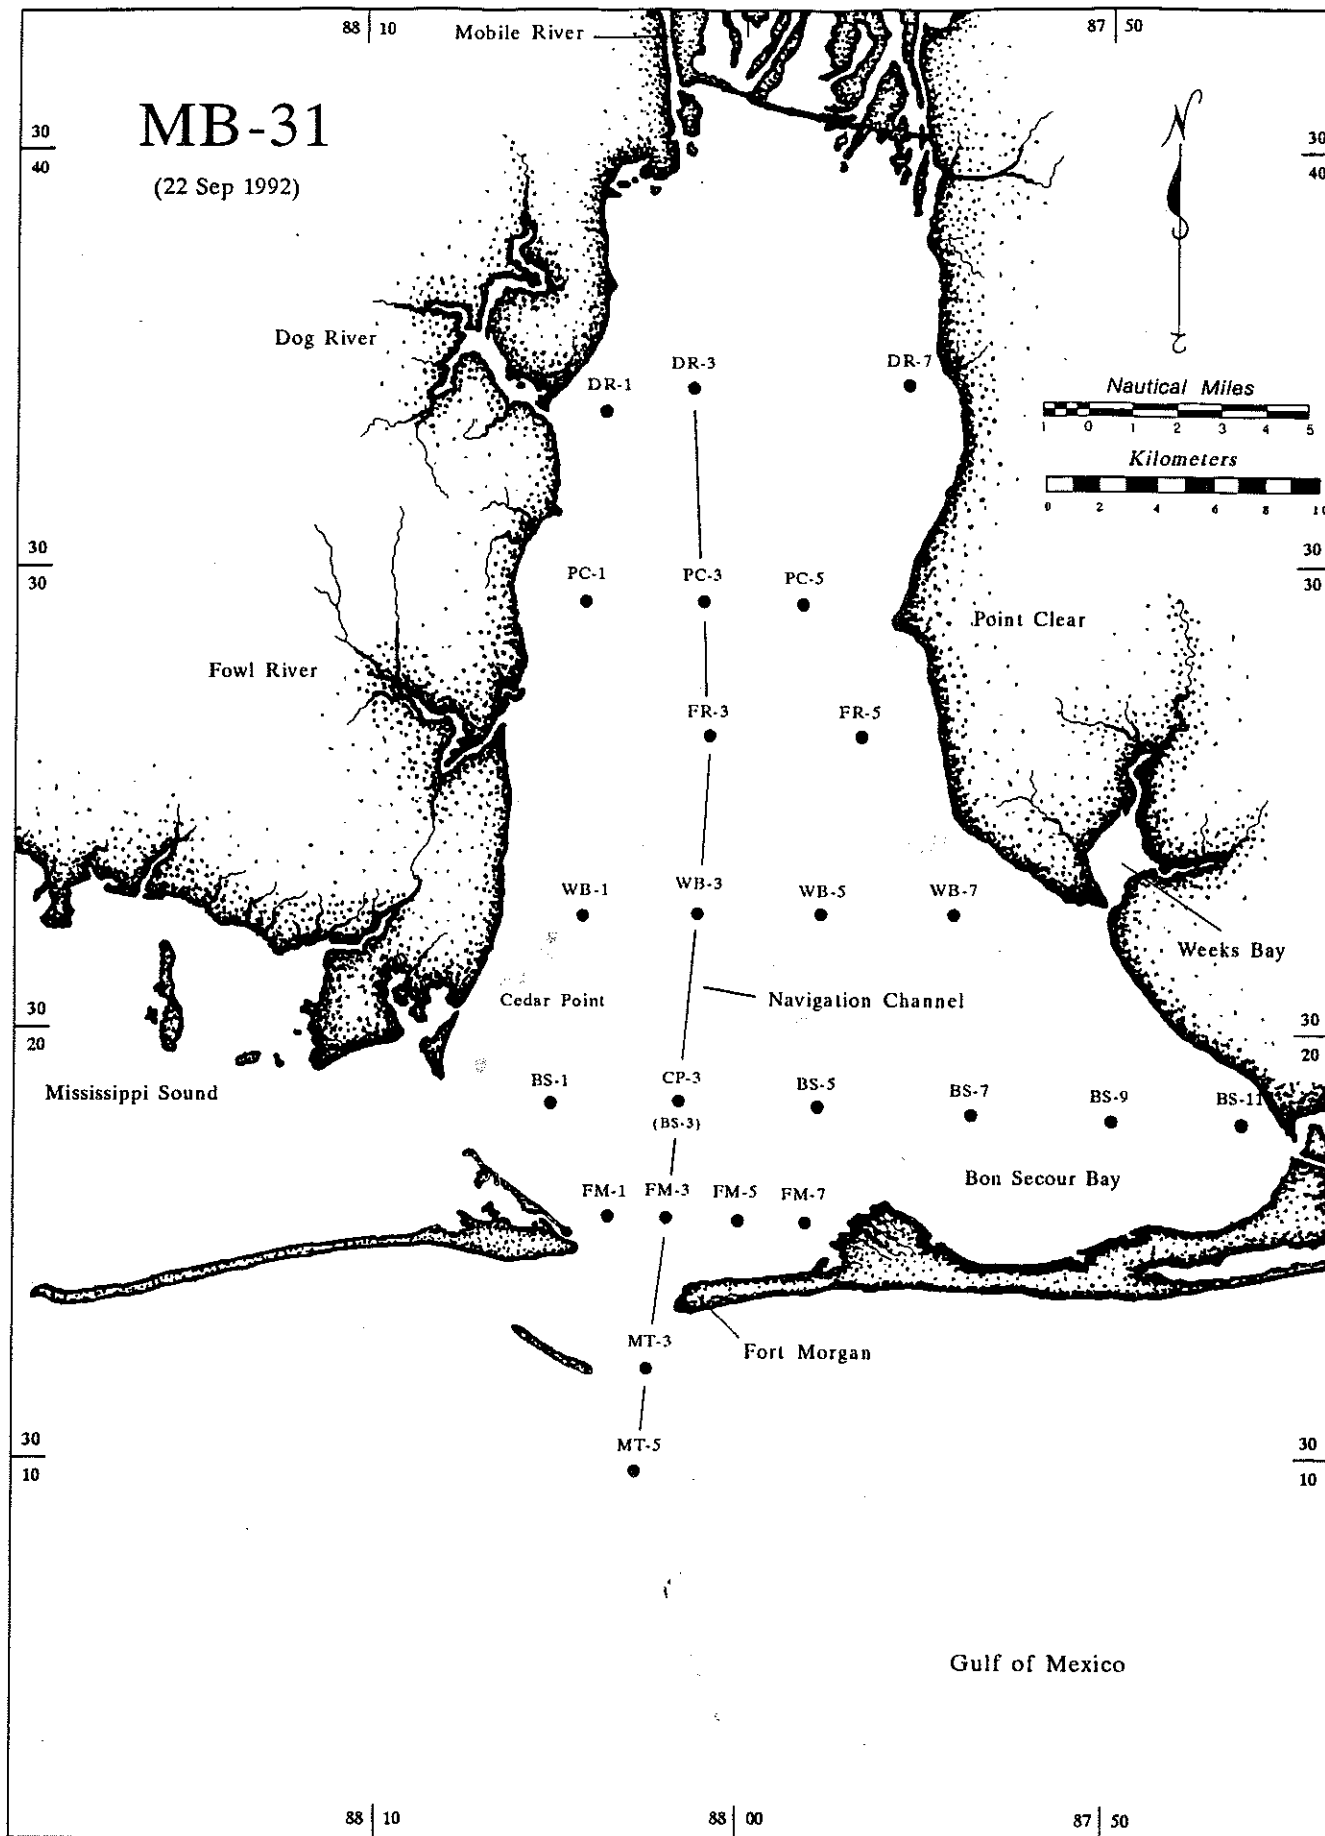 88 10
Mobile River
87 50
MB-31
(22 Sep 1992)
N
30
40
30
40
Dog River
DR-1
DR-3
DR-7
Nautical Miles
1 0 1 2 3 4 5
Kilometers
0 2 4 6 8 10
30
30
30
30
PC-1
PC-3
PC-5
Point Clear
Fowl River
FR-3
FR-5
WB-1
WB-3
WB-5
WB-7
Weeks Bay
Cedar Point
Navigation Channel
30
20
30
20
Mississippi Sound
BS-1
CP-3
(BS-3)
BS-5
BS-7
BS-9
BS-11
Bon Secour Bay
FM-1
FM-3
FM-5
FM-7
MT-3
Fort Morgan
MT-5
30
10
30
10
Gulf of Mexico
88 10
88 00
87 50